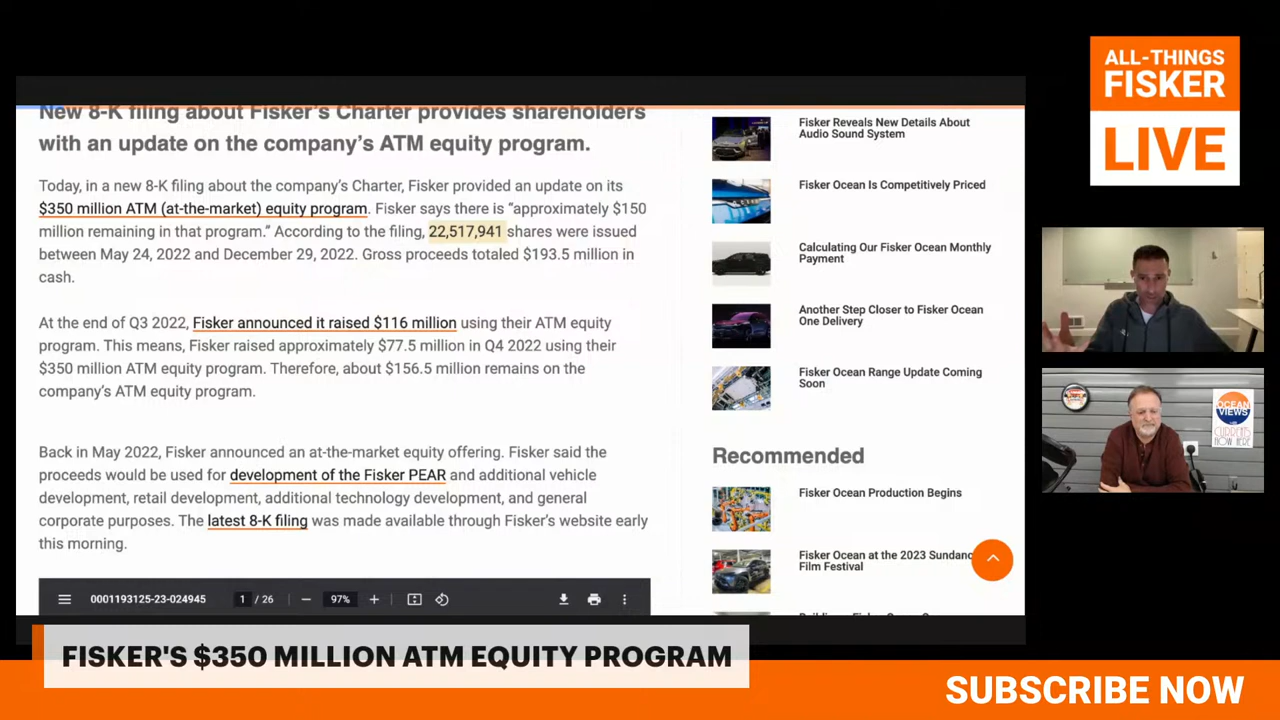 New 8-K filing about Fisker's Charter provides shareholders
with an update on the company's ATM equity program.
Today, in a new 8-K filing about the company's Charter, Fisker provided an update on its
$350 million ATM (at-the-market) equity program. Fisker says there is "approximately $150
million remaining in that program." According to the filing, 22,517,941 shares were issued
between May 24, 2022 and December 29, 2022. Gross proceeds totaled $193.5 million in
cash.
At the end of Q3 2022, Fisker announced it raised $116 million using their ATM equity
program. This means, Fisker raised approximately $77.5 million in Q4 2022 using their
$350 million ATM equity program. Therefore, about $156.5 million remains on the
company's ATM equity program.
Back in May 2022, Fisker announced an at-the-market equity offering. Fisker said the
proceeds would be used for development of the Fisker PEAR and additional vehicle
development, retail development, additional technology development, and general
corporate purposes. The latest 8-K filing was made available through Fisker's website early
this morning.
0001193125-23-024945
1 / 26
97%
Fisker Reveals New Details About
Audio Sound System
Fisker Ocean Is Competitively Priced
Calculating Our Fisker Ocean Monthly
Payment
Another Step Closer to Fisker Ocean
One Delivery
Fisker Ocean Range Update Coming
Soon
Recommended
Fisker Ocean Production Begins
Fisker Ocean at the 2023 Sundance
Film Festival
ALL-THINGS
FISKER
LIVE
OCEAN
VIEWS
CURRENTS
NOW HERE
FISKER'S $350 MILLION ATM EQUITY PROGRAM
SUBSCRIBE NOW